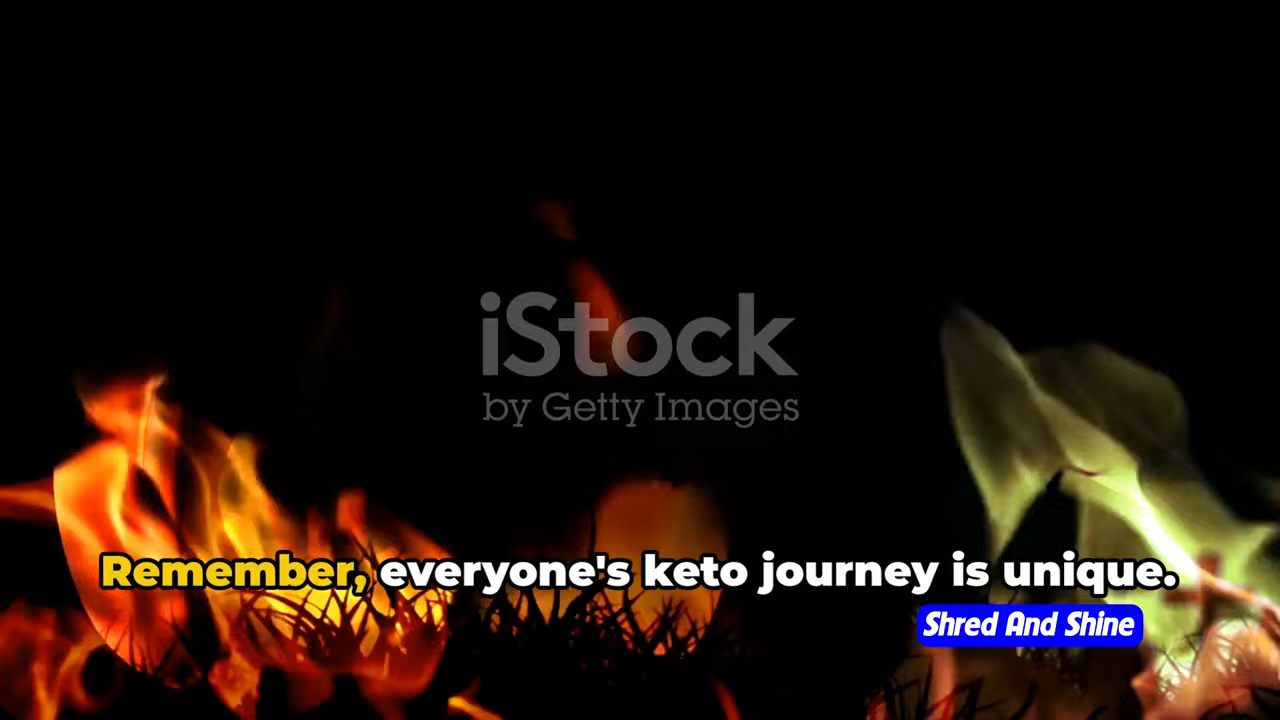 iStock
by Getty Images
Remember, everyone's keto journey is unique.
Shred And Shine